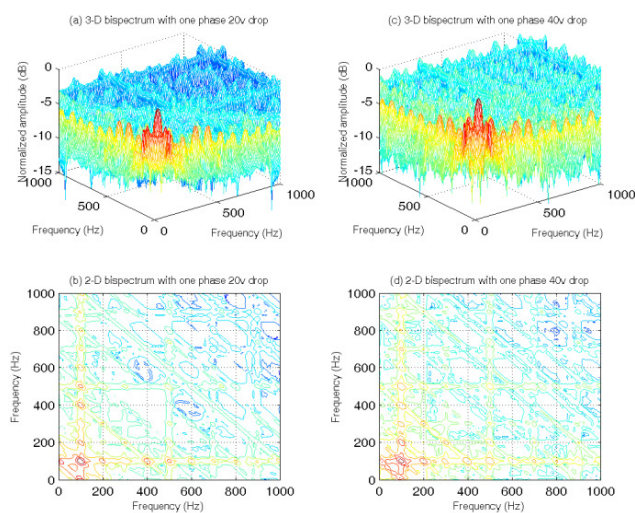 (a) 3-D bispectrum with one phase 20v drop
Normalized amplitude (dB)
0
-5
-10
-15
1000
500
0
Frequency (Hz)
0
500
1000
Frequency (Hz)
(c) 3-D bispectrum with one phase 40v drop
Normalized amplitude (dB)
0
-5
-10
-15
1000
500
0
Frequency (Hz)
0
500
1000
Frequency (Hz)
(b) 2-D bispectrum with one phase 20v drop
Frequency (Hz)
1000
800
600
400
200
0
0 200 400 600 800 1000
Frequency (Hz)
(d) 2-D bispectrum with one phase 40v drop
Frequency (Hz)
1000
800
600
400
200
0
0 200 400 600 800 1000
Frequency (Hz)